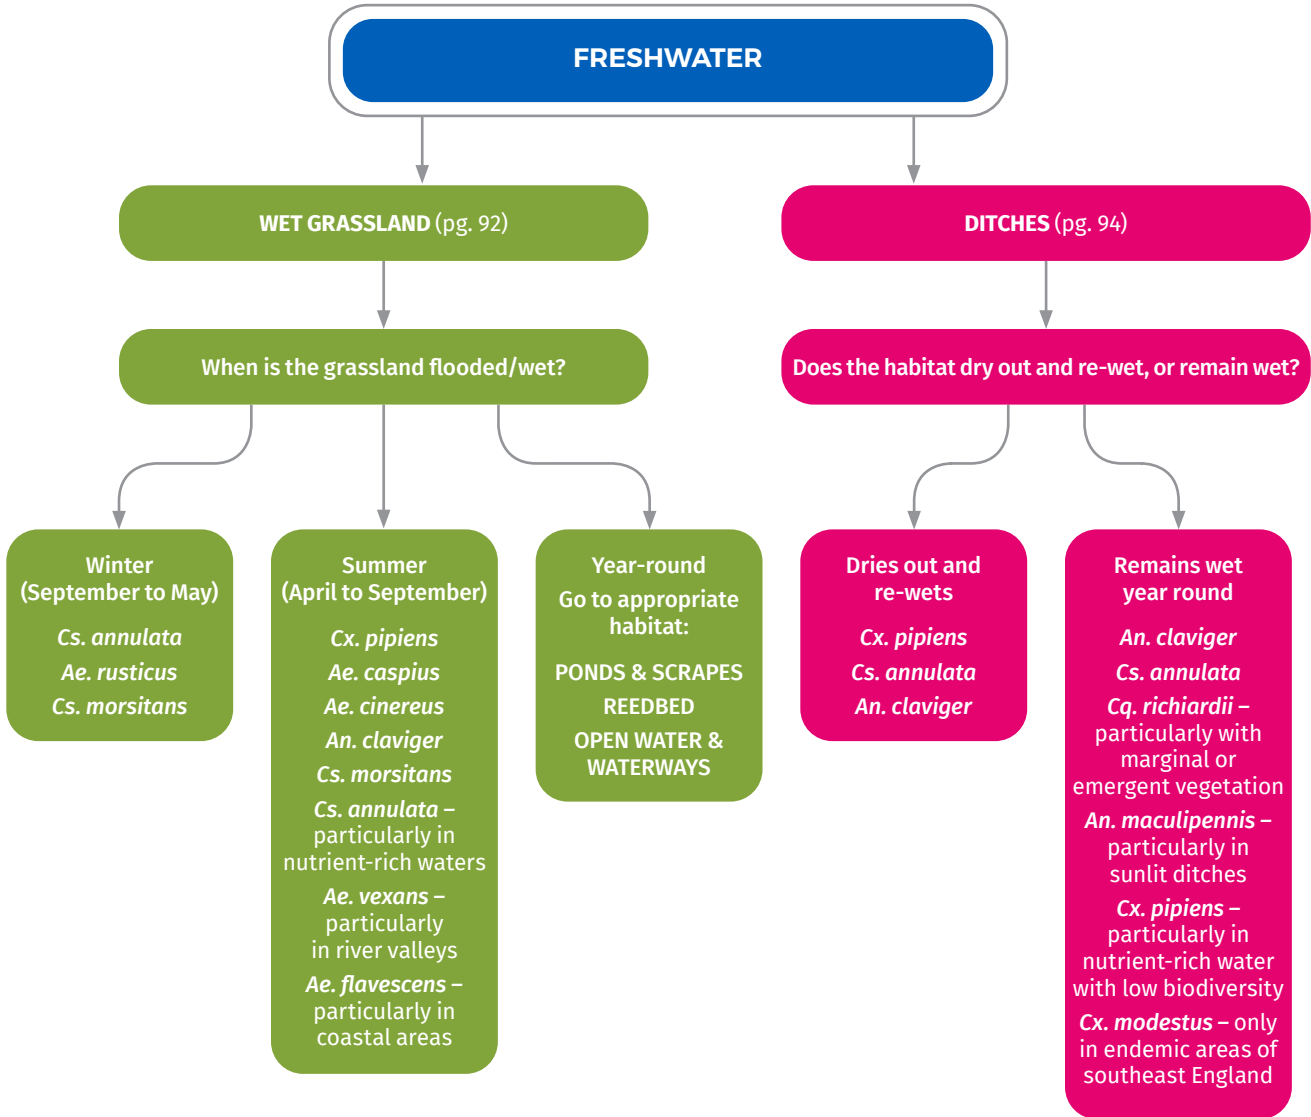 FRESHWATER
WET GRASSLAND (pg. 92)
DITCHES (pg. 94)
When is the grassland flooded/wet?
Does the habitat dry out and re-wet, or remain wet?
Winter
(September to May)
Cs. annulata
Ae. rusticus
Cs. morsitans
Summer
(April to September)
Cx. pipiens
Ae. caspius
Ae. cinereus
An. claviger
Cs. morsitans
Cs. annulata –
particularly in
nutrient-rich waters
Ae. vexans –
particularly
in river valleys
Ae. flavescens –
particularly in
coastal areas
Year-round
Go to appropriate
habitat:
PONDS & SCRAPES
REEDBED
OPEN WATER &
WATERWAYS
Dries out and
re-wets
Cx. pipiens
Cs. annulata
An. claviger
Remains wet
year round
An. claviger
Cs. annulata
Cq. richiardii –
particularly with
marginal or
emergent vegetation
An. maculipennis –
particularly in
sunlit ditches
Cx. pipiens –
particularly in
nutrient-rich water
with low biodiversity
Cx. modestus – only
in endemic areas of
southeast England